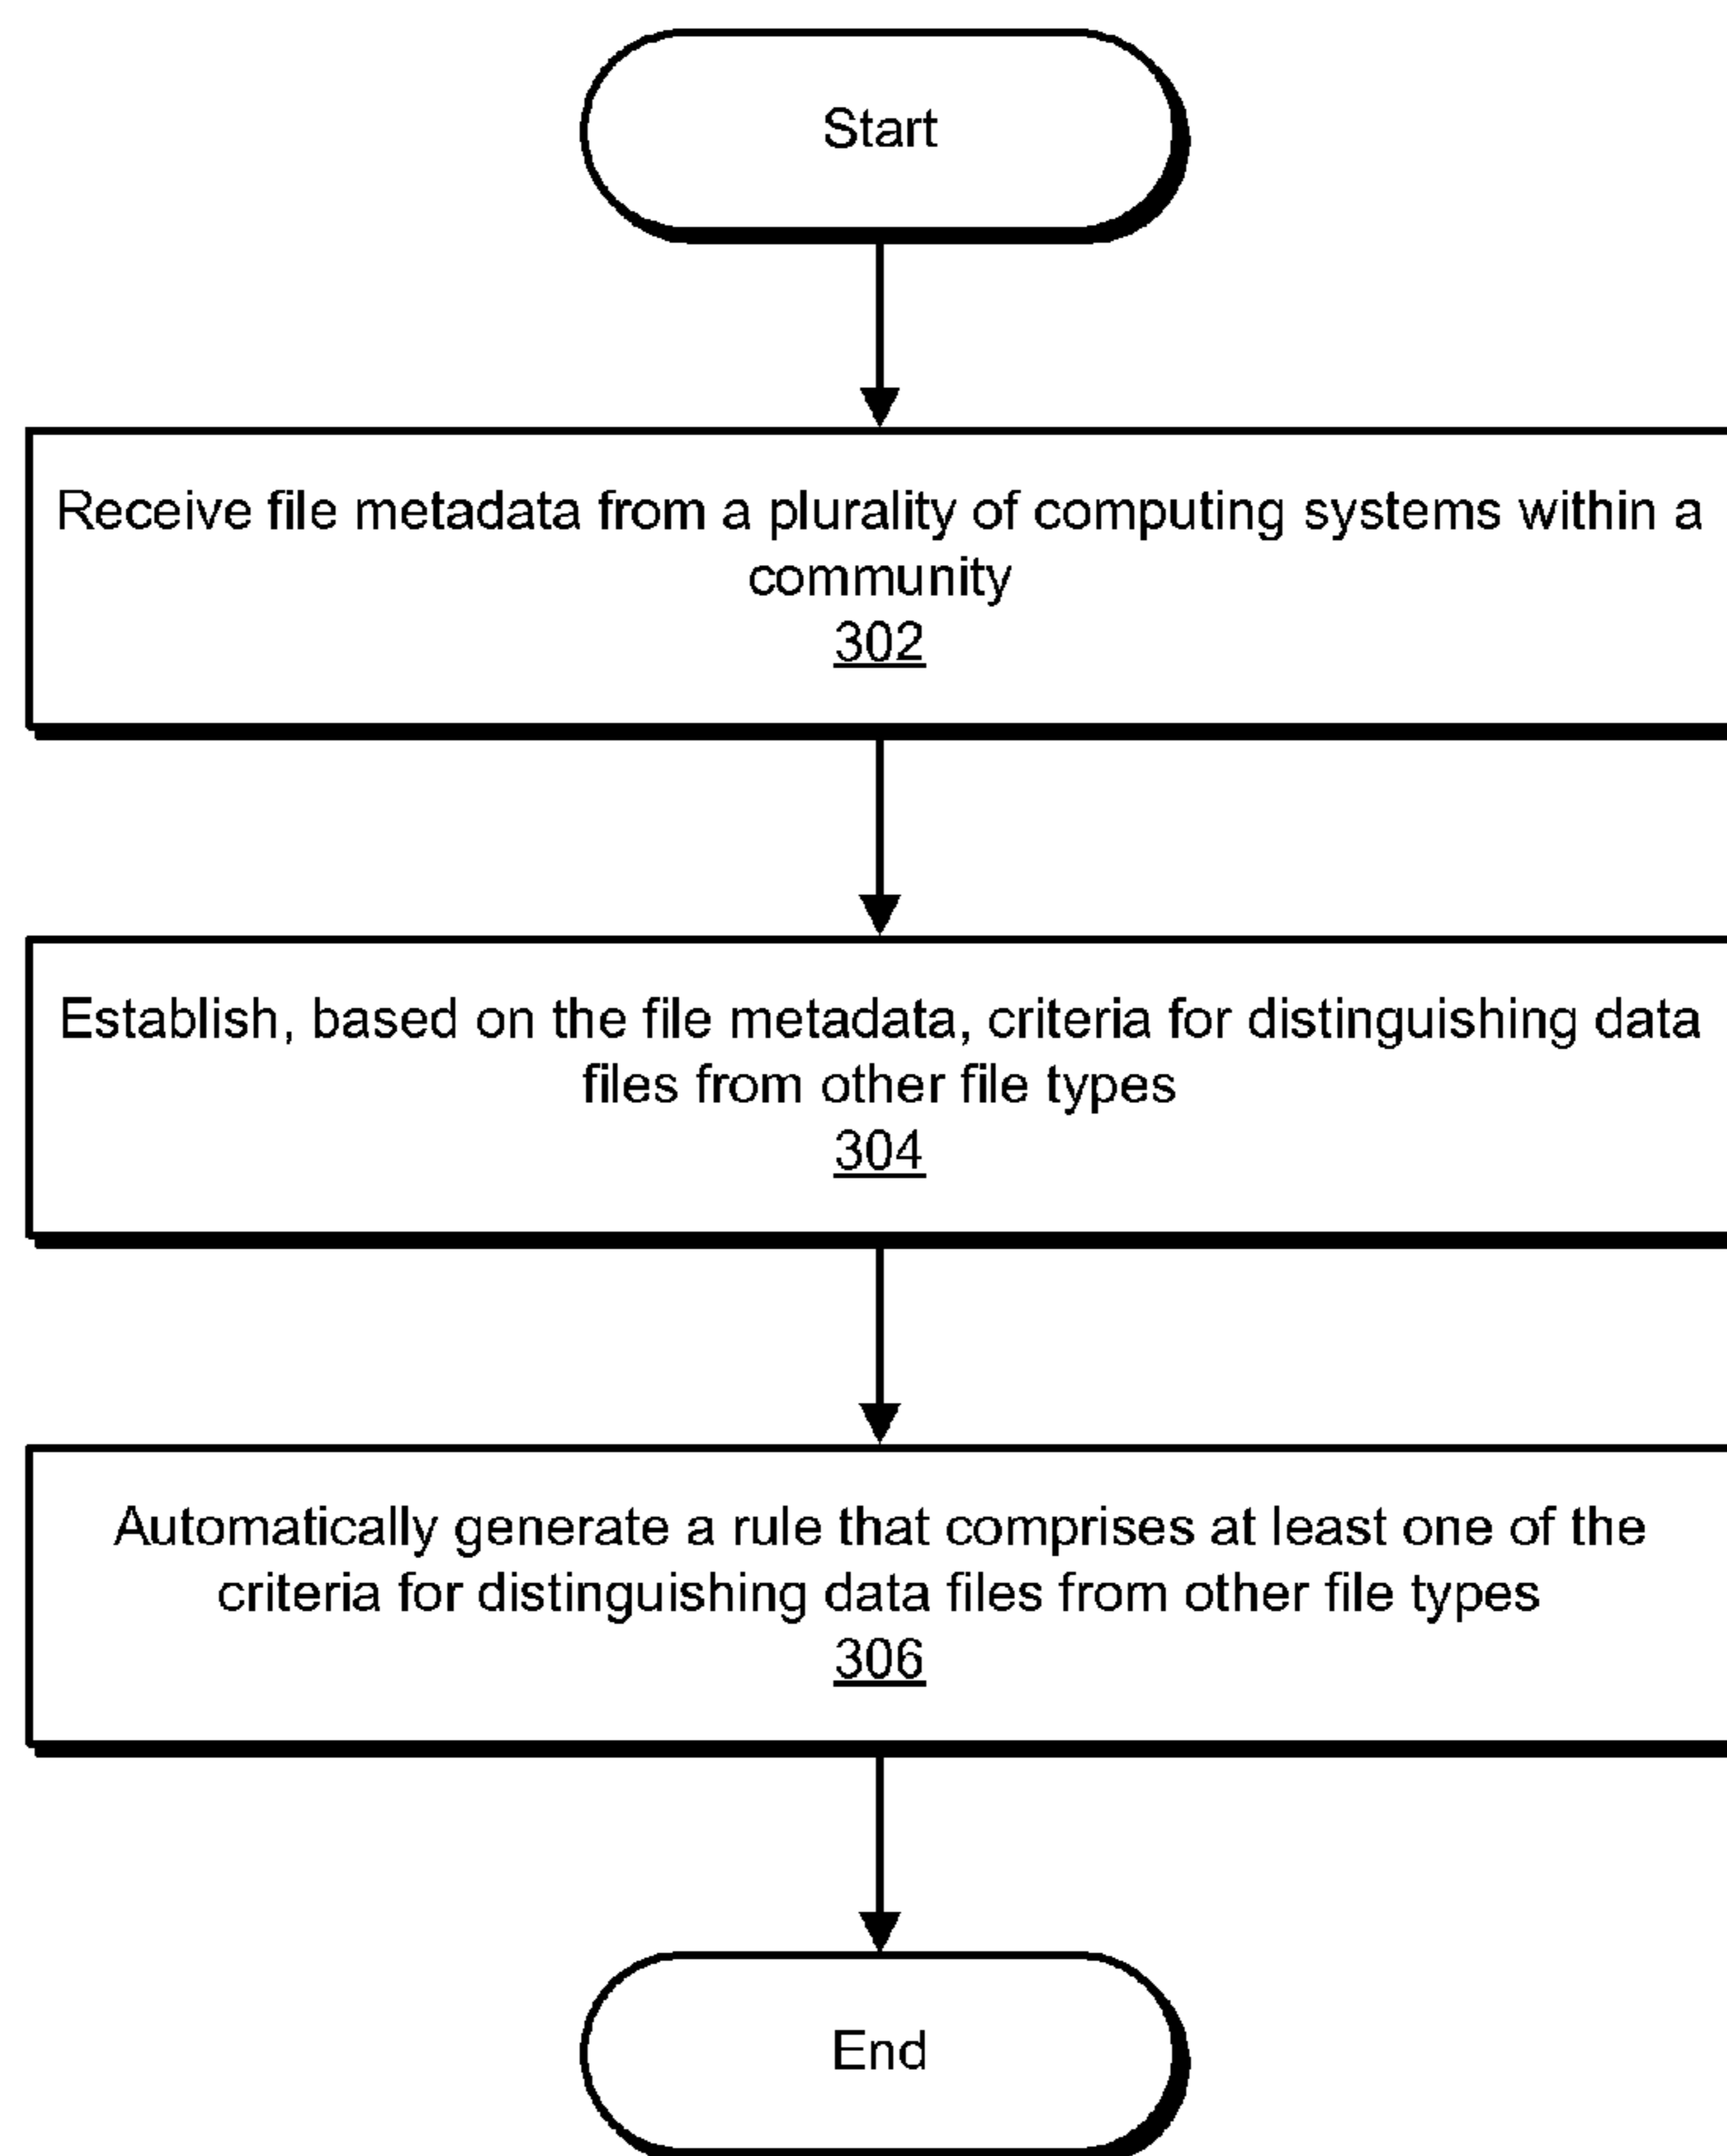 Start
Receive file metadata from a plurality of computing systems within a
community
302
Establish, based on the file metadata, criteria for distinguishing data
files from other file types
304
Automatically generate a rule that comprises at least one of the
criteria for distinguishing data files from other file types
306
End